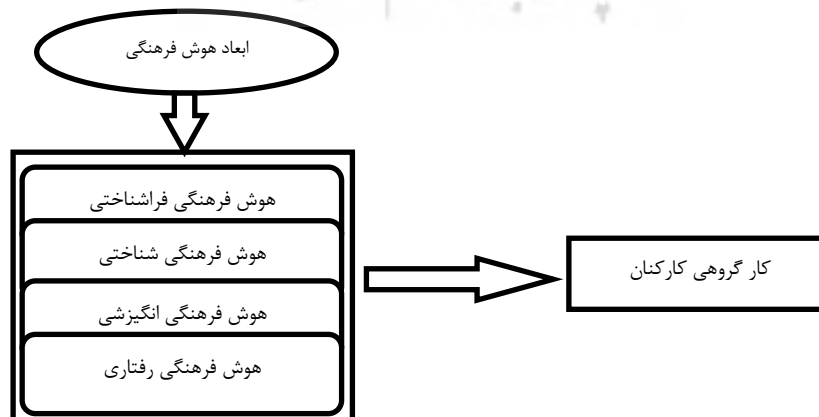 ابعاد هوش فرهنگی
هوش فرهنگی فراشناختی
هوش فرهنگی شناختی
هوش فرهنگی انگیزشی
هوش فرهنگی رفتاری
کار گروهی کارکنان